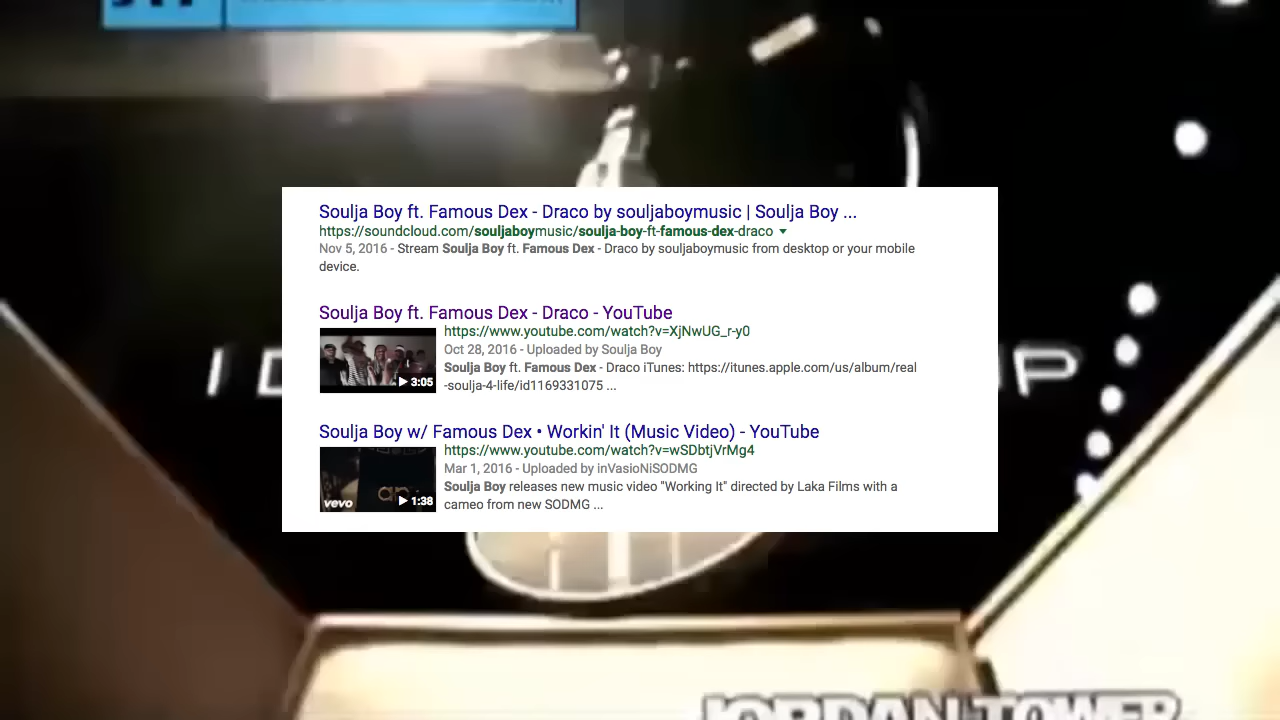 Soulja Boy ft. Famous Dex - Draco by souljaboymusic | Soulja Boy ...
https://soundcloud.com/souljaboymusic/soulja-boy-ft-famous-dex-draco
Nov 5, 2016 - Stream Soulja Boy ft. Famous Dex - Draco by souljaboymusic from desktop or your mobile
device.
Soulja Boy ft. Famous Dex - Draco - YouTube
https://www.youtube.com/watch?v=XjNwUG_r-y0
Oct 28, 2016 - Uploaded by Soulja Boy
Soulja Boy ft. Famous Dex - Draco iTunes: https://itunes.apple.com/us/album/real
-soulja-4-life/id1169331075 ...
3:05
Soulja Boy w/ Famous Dex • Workin' It (Music Video) - YouTube
https://www.youtube.com/watch?v=wSDbtjVrMg4
Mar 1, 2016 - Uploaded by inVasioNiSODMG
Soulja Boy releases new music video "Working It" directed by Laka Films with a
cameo from new SODMG ...
vevo
1:38
JORDAN TOWER